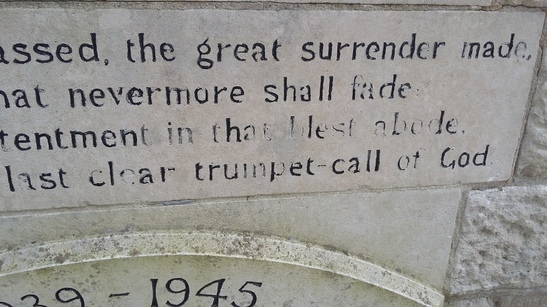 assed, the great surrender made,
hat nevermore shall fade
tentment in that blest abode.
last clear trumpet-call of God
939 - 1945